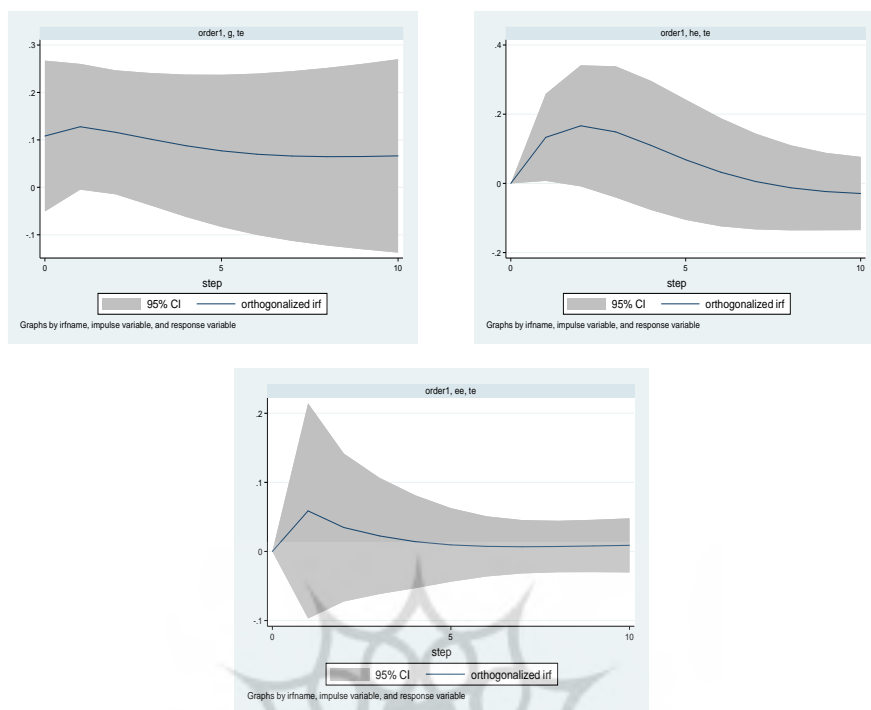 order1, g, te
.3
.2
.1
0
-.1
0 5 10
step
95% CI orthogonalized irf
Graphs by irfname, impulse variable, and response variable
order1, he, te
.4
.2
0
-.2
0 5 10
step
95% CI orthogonalized irf
Graphs by irfname, impulse variable, and response variable
order1, ee, te
.2
.1
0
-.1
0 5 10
step
95% CI orthogonalized irf
Graphs by irfname, impulse variable, and response variable